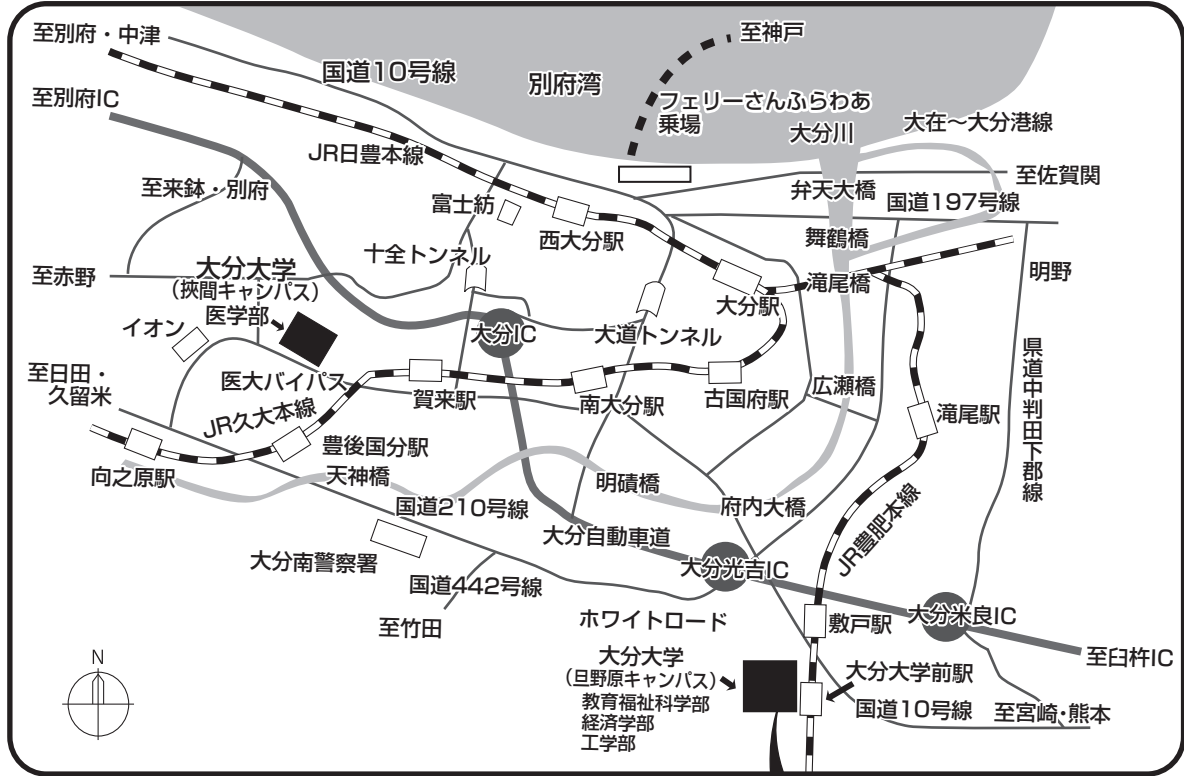 至別府・中津
至神戸
国道10号線
別府湾
至別府IC
フェリーさんふらわあ
乗場
大分川
大在～大分港線
JR日豊本線
至来鉢・別府
至佐賀関
弁天大橋
国道197号線
富士紡
西大分駅
舞鶴橋
十全トンネル
大分大学
(挾間キャンパス)
医学部
至赤野
明野
滝尾橋
大分駅
イオン
大分IC
大道トンネル
県道中判田下郡線
至日田・
久留米
医大バイパス
賀来駅
南大分駅
古国府駅
広瀬橋
滝尾駅
JR久大本線
豊後国分駅
向之原駅
天神橋
明磧橋
国道210号線
府内大橋
大分自動車道
JR豊肥本線
大分南警察署
大分光吉IC
国道442号線
ホワイトロード
敷戸駅
大分米良IC
至竹田
至臼杵IC
大分大学
(旦野原キャンパス)
教育福祉科学部
経済学部
工学部
大分大学前駅
国道10号線
至宮崎・熊本
N